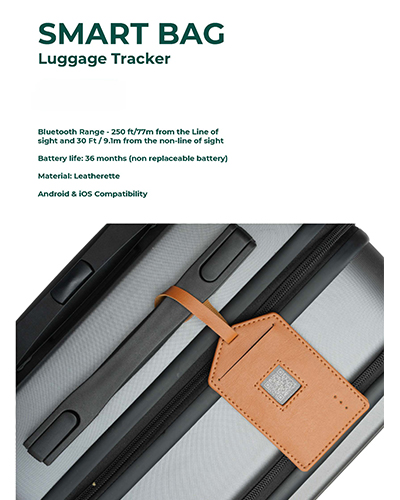 SMART BAG
Luggage Tracker
Bluetooth Range - 250 ft/77m from the Line of
sight and 30 Ft / 9.1m from the non-line of sight
Battery life: 36 months (non replaceable battery)
Material: Leatherette
Android & iOS Compatibility